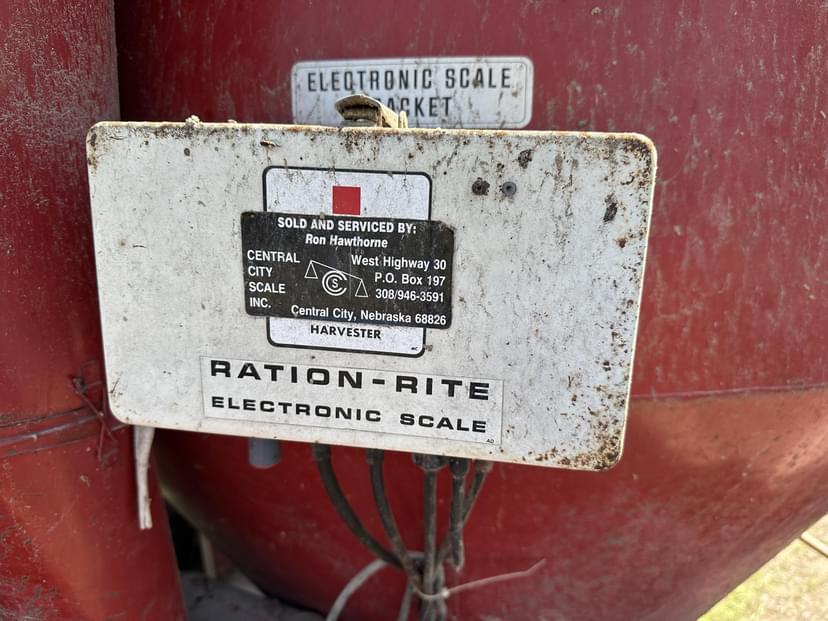 ELECTRONIC SCALE
SOLD AND SERVICED BY:
Ron Hawthorne
CENTRAL
CITY
SCALE
INC.
CCS
West Highway 30
P.O. Box 197
308/946-3591
Central City, Nebraska 68826
HARVESTER
RATION-RITE
ELECTRONIC SCALE